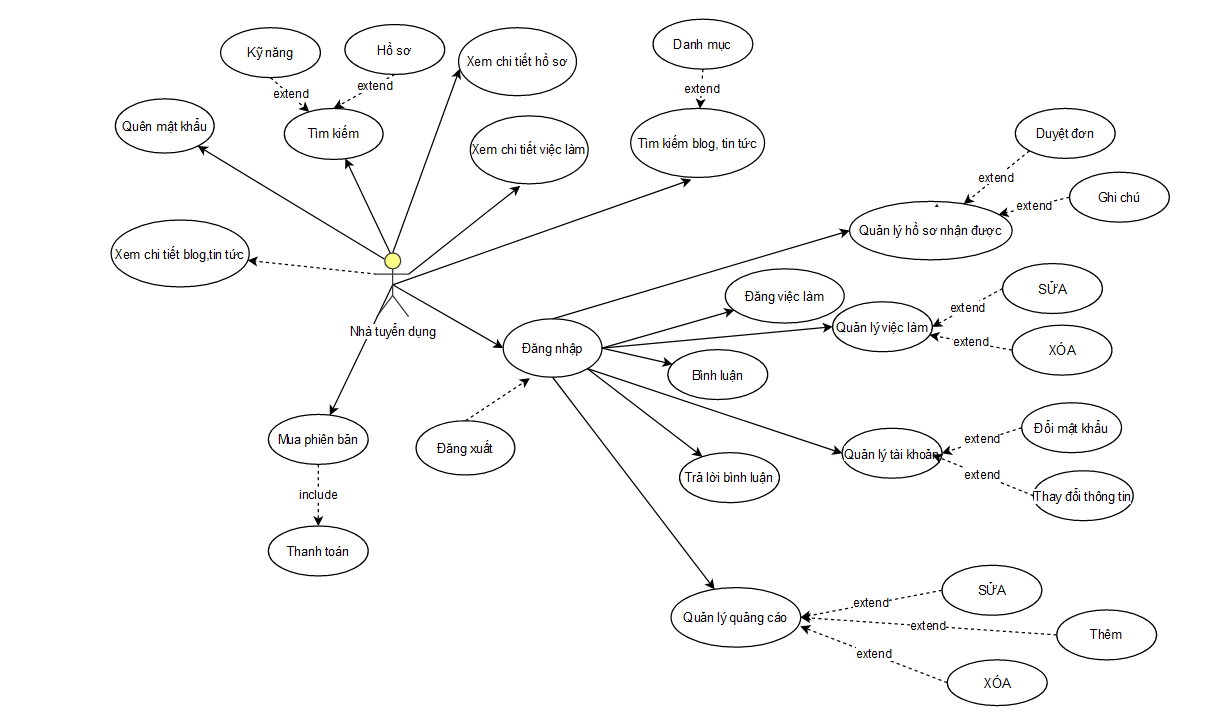 Kỹ năng
Hồ sơ
Xem chi tiết hồ sơ
Danh mục
extend
extend
extend
Quên mật khẩu
Tìm kiếm
Xem chi tiết việc làm
Tìm kiếm blog, tin tức
Duyệt đơn
extend
Ghi chú
extend
Quản lý hồ sơ nhận được
Xem chi tiết blog,tin tức
Nhà tuyển dụng
Đăng nhập
Đăng việc làm
Quản lý việc làm
SỬA
extend
XÓA
extend
Bình luận
Mua phiên bản
Đăng xuất
Trả lời bình luận
Quản lý tài khoản
Đổi mật khẩu
extend
extend
Thay đổi thông tin
include
Thanh toán
Quản lý quảng cáo
SỬA
extend
extend
Thêm
extend
XÓA